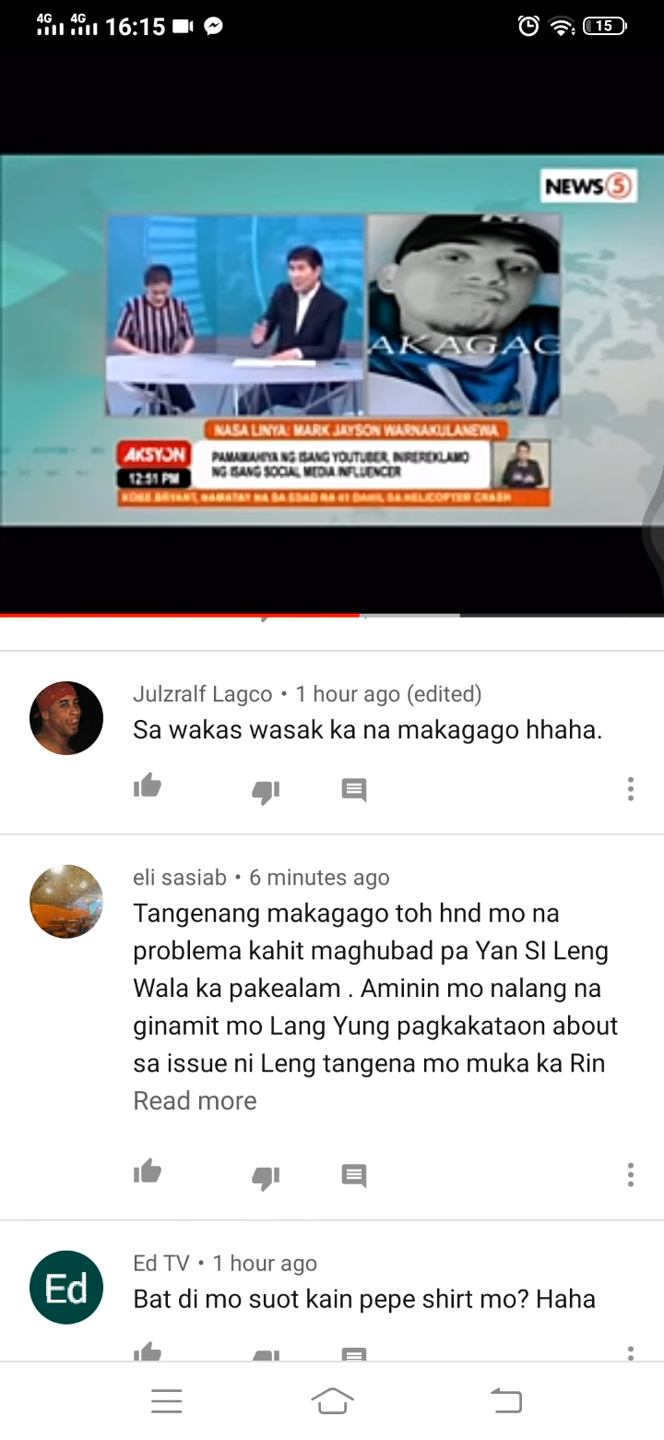 4G 4G 16:15 15
NEWS5
AKAGAG
NASA LINYA: MARK JAYSON WARNAKULANEWA
AKSYON
PAMAMAHIYA NG ISANG YOUTUBER, INIREREKLAMO
NG ISANG SOCIAL MEDIA INFLUENCER
12:51 PM
KOBE BRYANT, NAMATAY NA SA EDAD NA 41 DAHIL SA HELICOPTER CRASH
Julzralf Lagco • 1 hour ago (edited)
Sa wakas wasak ka na makagago hhaha.
eli sasiab • 6 minutes ago
Tangenang makagago toh hnd mo na
problema kahit maghubad pa Yan SI Leng
Wala ka pakealam . Aminin mo nalang na
ginamit mo Lang Yung pagkakataon about
sa issue ni Leng tangena mo muka ka Rin
Read more
Ed
Ed TV • 1 hour ago
Bat di mo suot kain pepe shirt mo? Haha